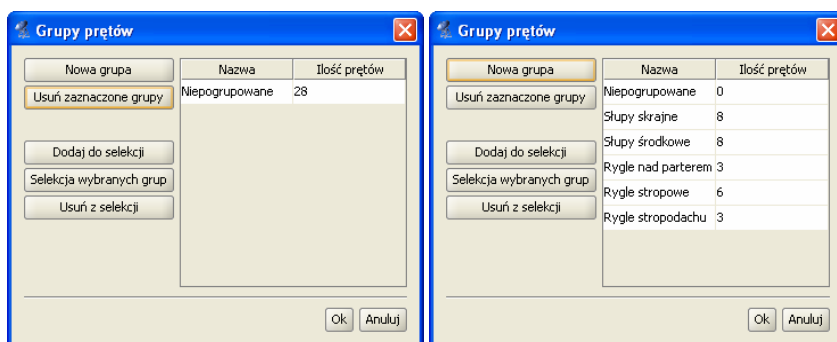 Grupy prętów
Nowa grupa
Usuń zaznaczone grupy
Dodaj do selekcji
Selekcja wybranych grup
Usuń z selekcji
Nazwa Ilość prętów
Niepogrupowane 28
Ok Anuluj
Grupy prętów
Nowa grupa
Usuń zaznaczone grupy
Dodaj do selekcji
Selekcja wybranych grup
Usuń z selekcji
Nazwa Ilość prętów
Niepogrupowane 0
Słupy skrajne 8
Słupy środkowe 8
Rygle nad parterem 3
Rygle stropowe 6
Rygle stropodachu 3
Ok Anuluj